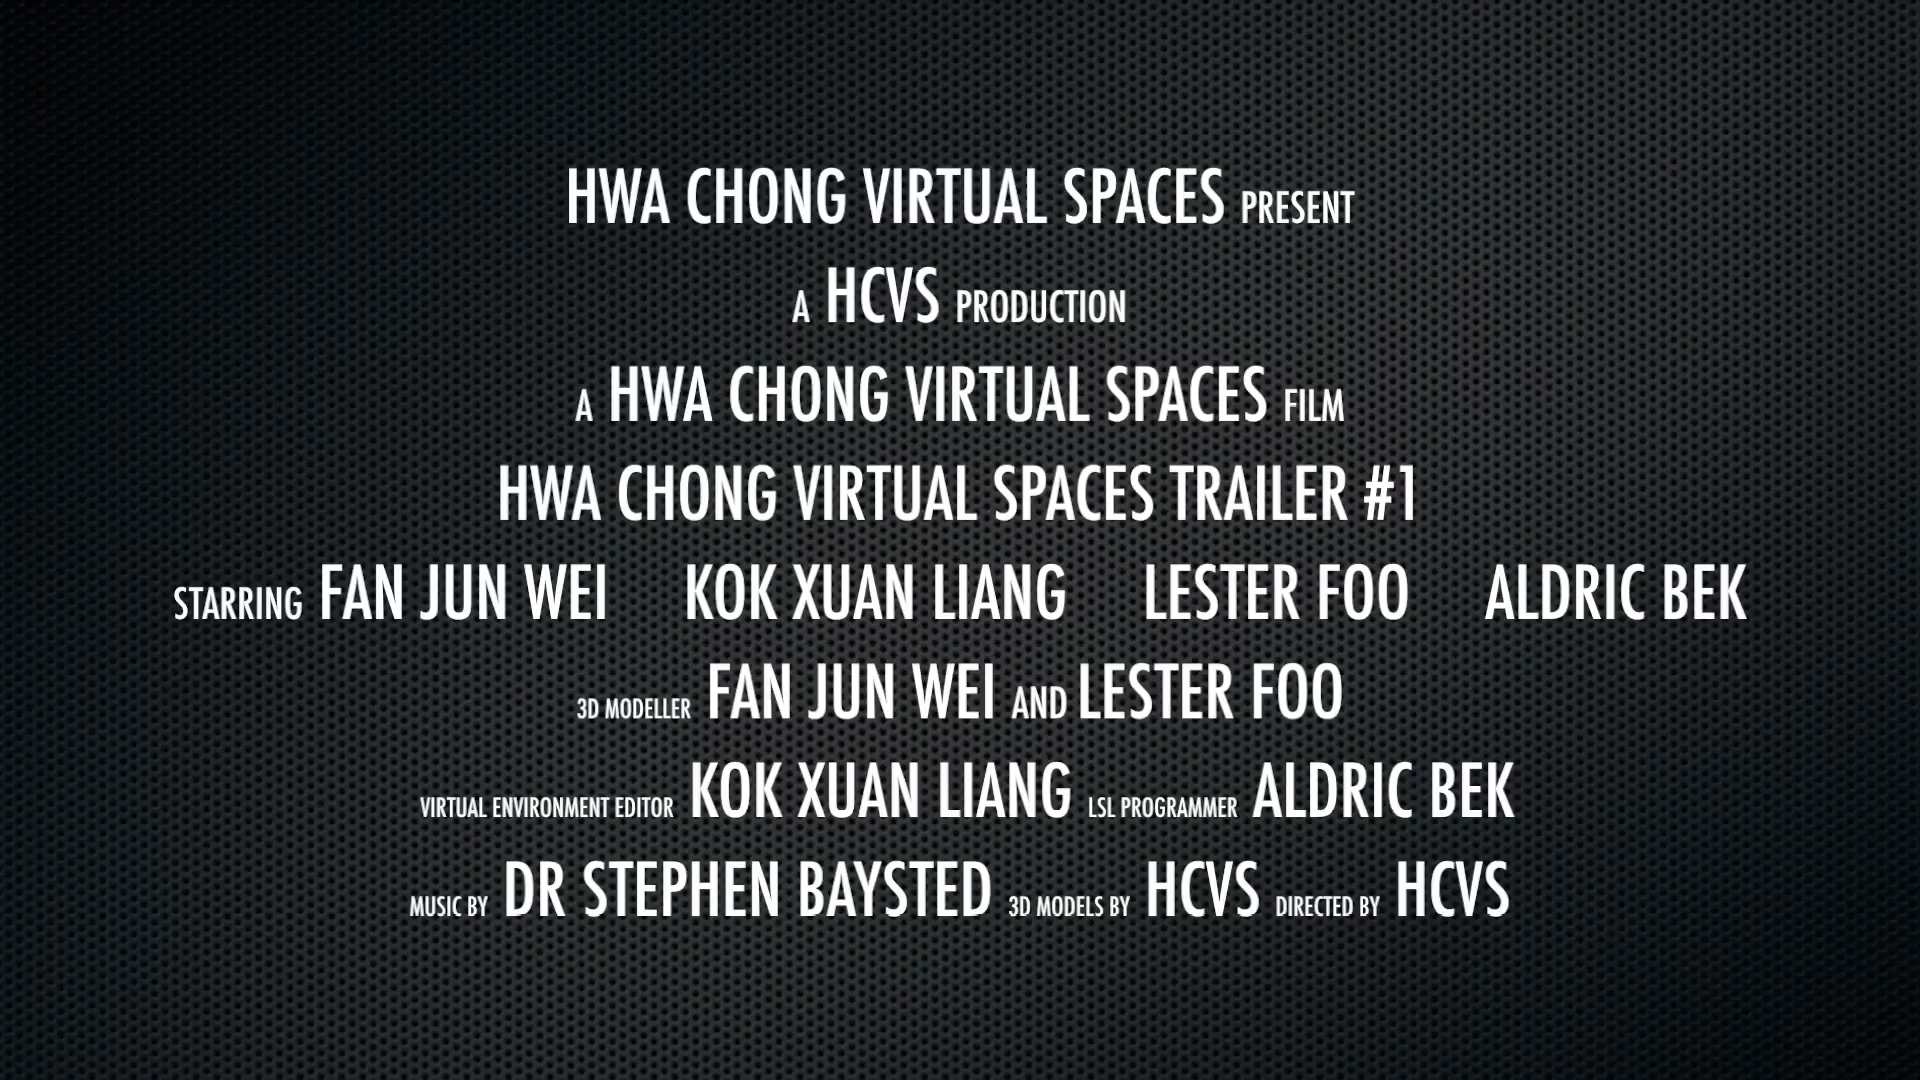 HWA CHONG VIRTUAL SPACES PRESENT
A HCVS PRODUCTION
A HWA CHONG VIRTUAL SPACES FILM
HWA CHONG VIRTUAL SPACES TRAILER #1
STARRING FAN JUN WEI KOK XUAN LIANG LESTER FOO ALDRIC BEK
3D MODELLER FAN JUN WEI AND LESTER FOO
VIRTUAL ENVIRONMENT EDITOR KOK XUAN LIANG LSL PROGRAMMER ALDRIC BEK
MUSIC BY DR STEPHEN BAYSTED 3D MODELS BY HCVS DIRECTED BY HCVS